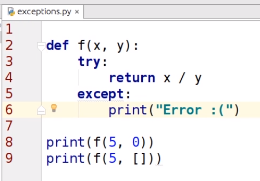 exceptions.py ×
1
2 def f(x, y):
3     try:
4         return x / y
5     except:
6         print("Error :(")
7
8 print(f(5, 0))
9 print(f(5, []))